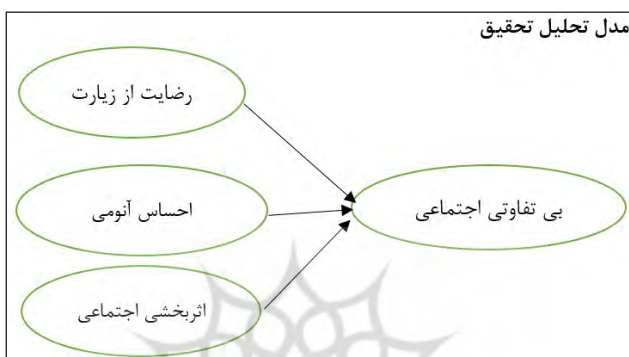 مدل تحلیل تحقیق
رضایت از زیارت
احساس آنومی
بی تفاوتی اجتماعی
اثربخشی اجتماعی